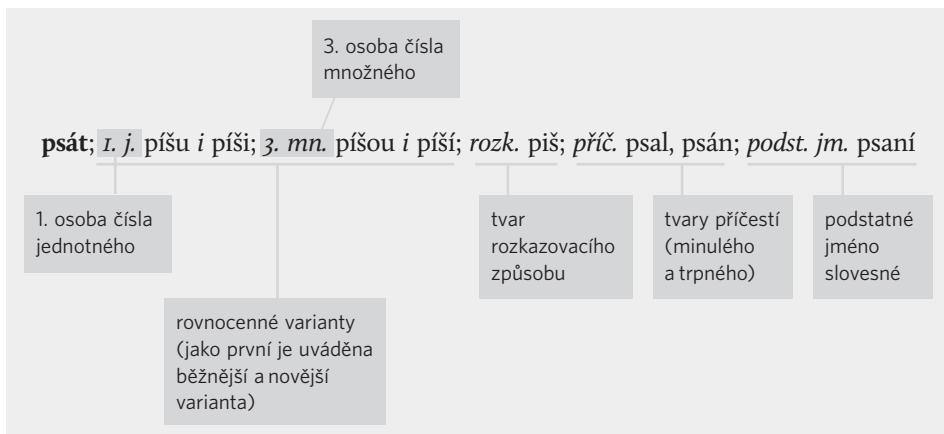 3. osoba čísla
množného
psát; 1. j. píšu i píši; 3. mn. píšou i píší; rozk. piš; příč. psal, psán; podst. jm. psaní
1. osoba čísla
jednotného
tvar
rozkazovacího
způsobu
tvary příčestí
(minulého
a trpného)
podstatné
jméno
slovesné
rovnocenné varianty
(jako první je uváděna
běžnější a novější
varianta)